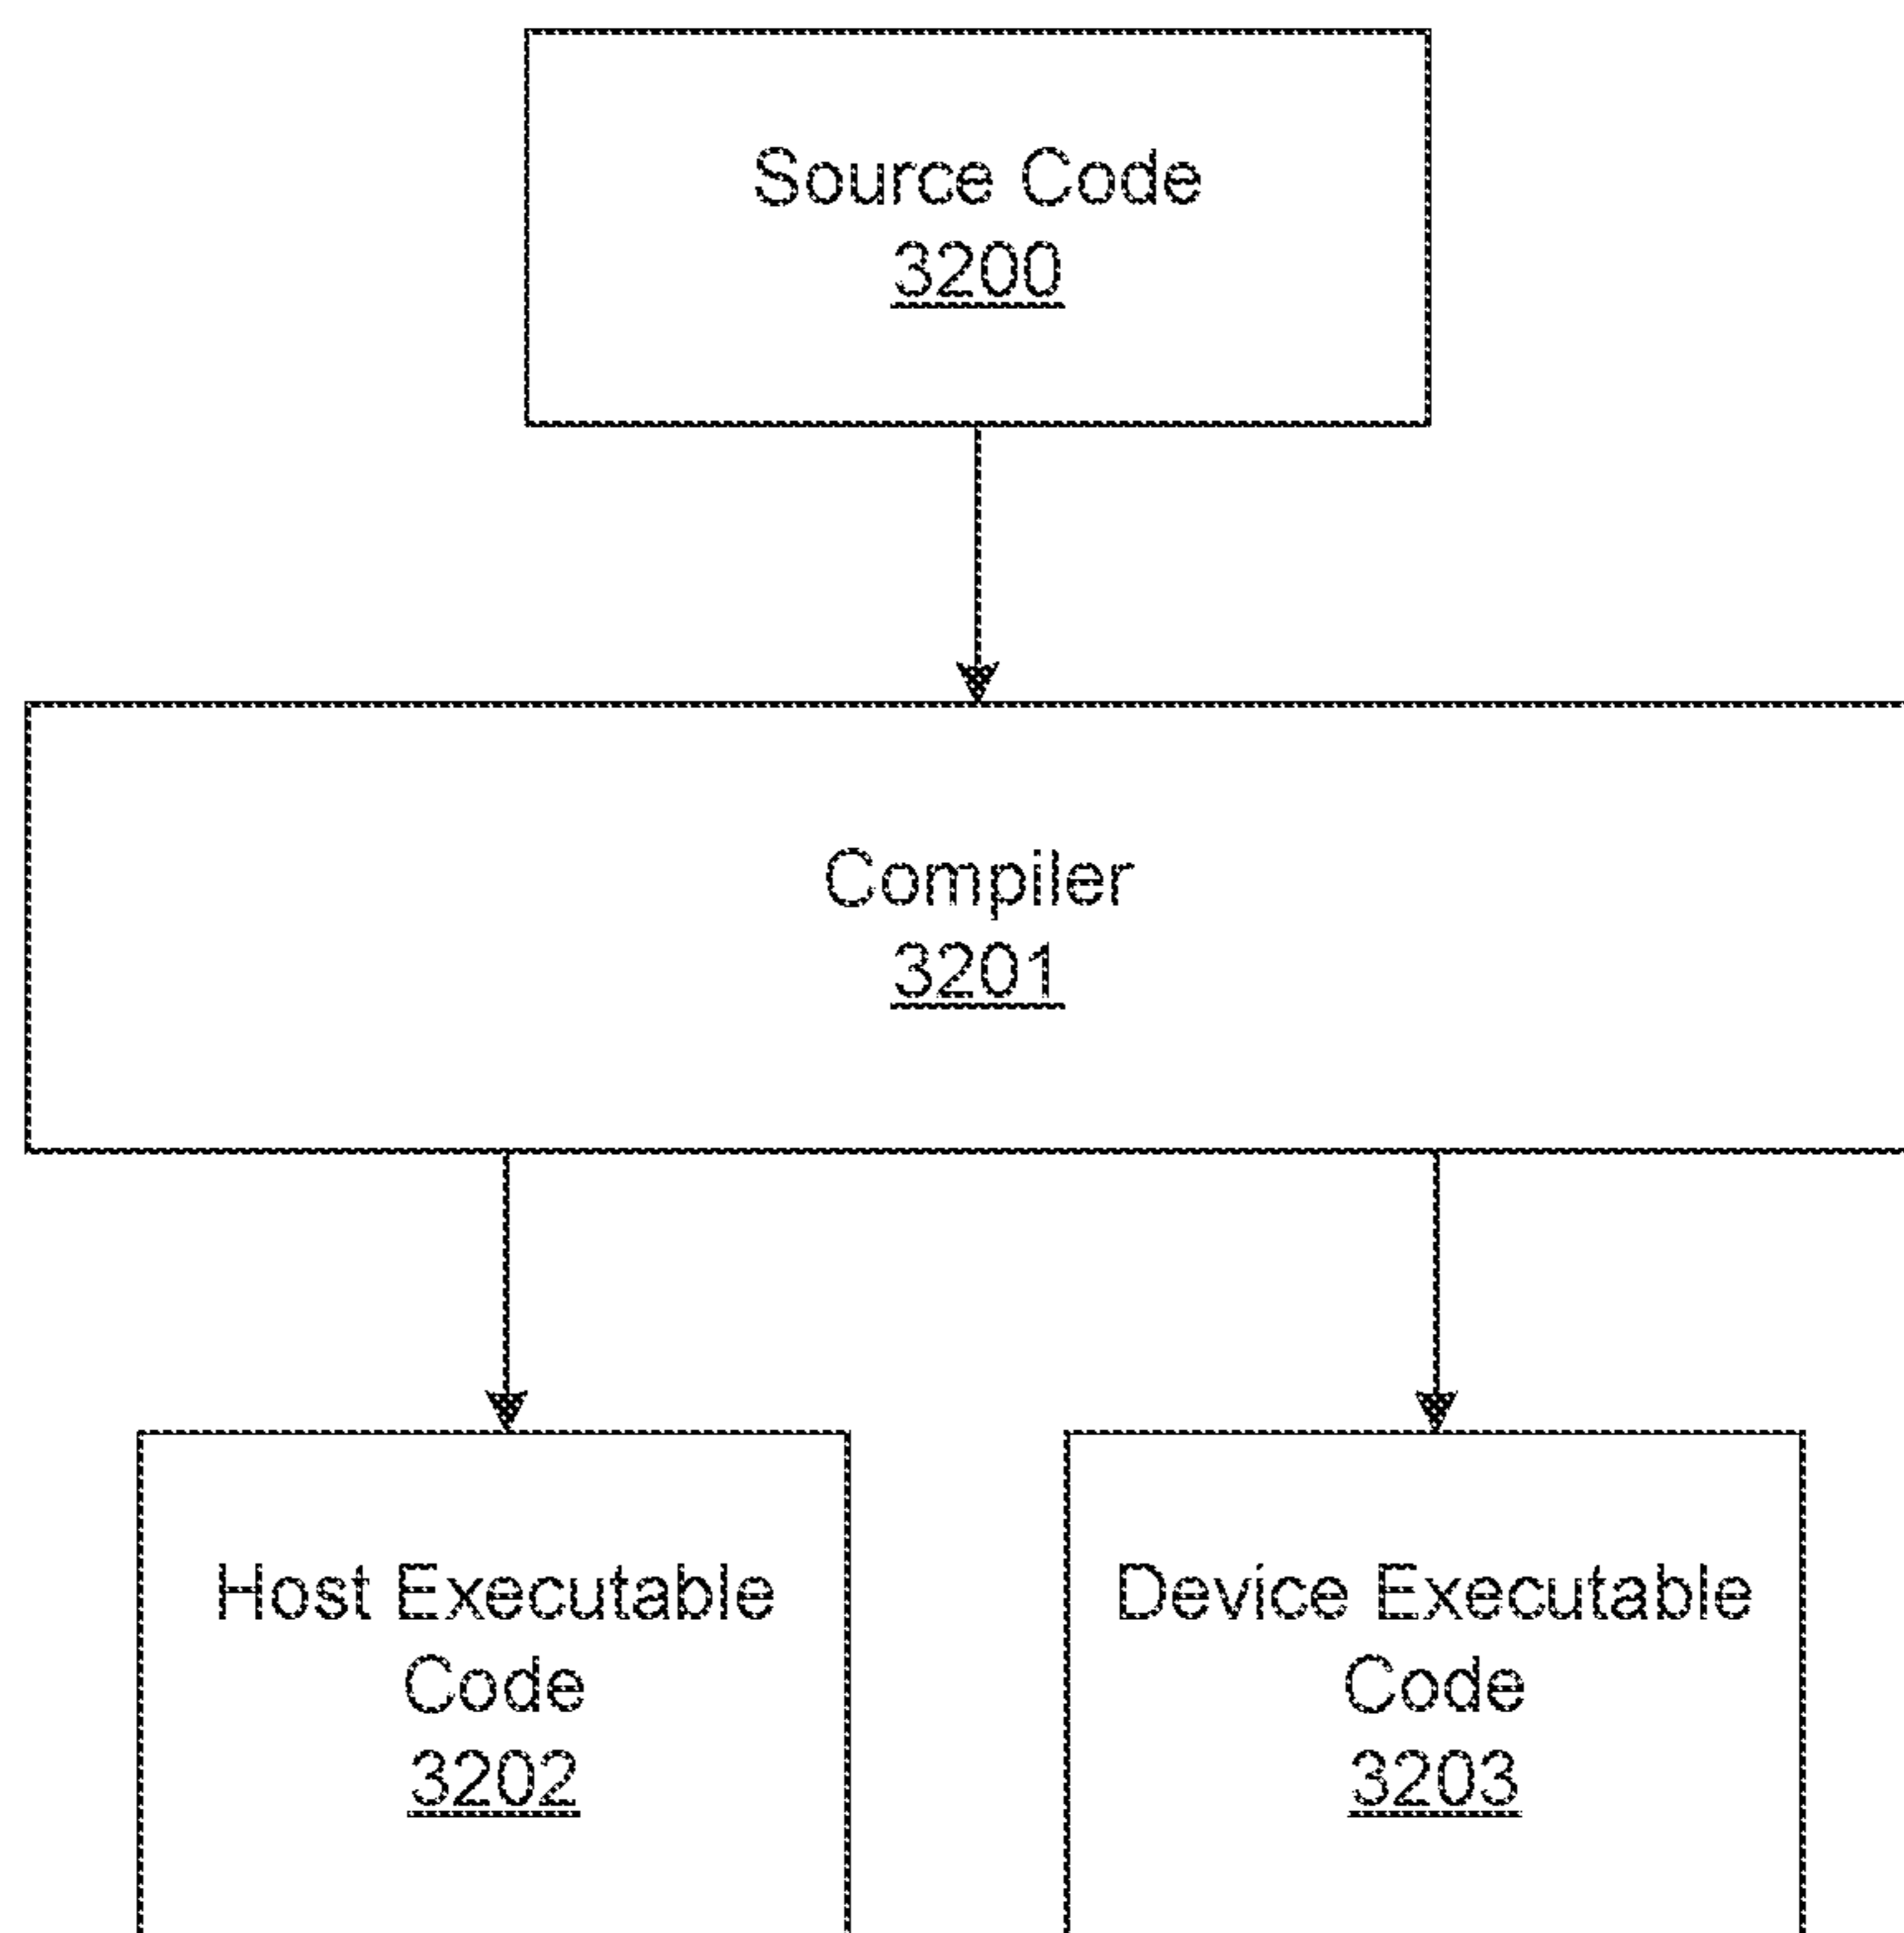 Source Code
3200
Compiler
3201
Host Executable
Code
3202
Device Executable
Code
3203